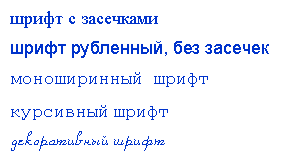 шрифт с засечками
шрифт рубленный, без засечек
моноширинный шрифт
курсивный шрифт
декоративный шрифт